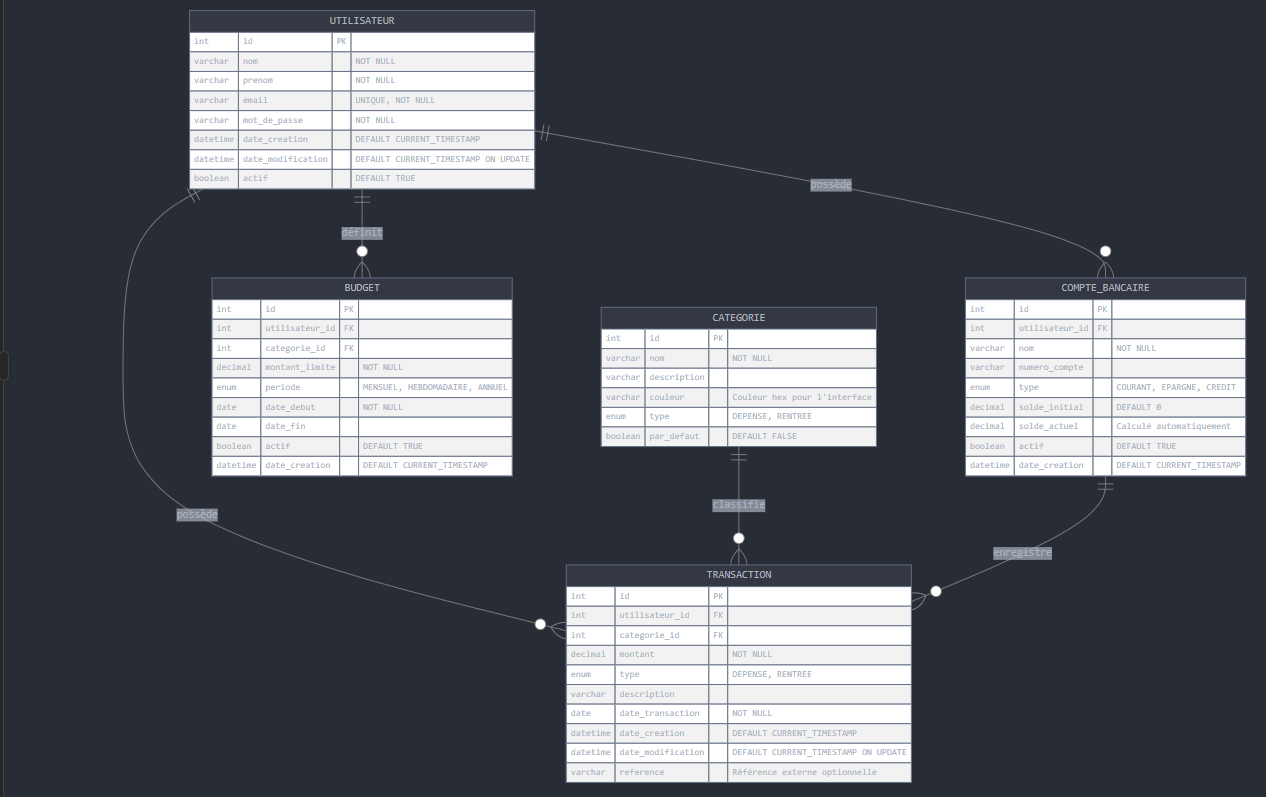 UTILISATEUR
int id PK
varchar nom NOT NULL
varchar prenom NOT NULL
varchar email UNIQUE, NOT NULL
varchar mot_de_passe NOT NULL
datetime date_creation DEFAULT CURRENT_TIMESTAMP
datetime date_modification DEFAULT CURRENT_TIMESTAMP ON UPDATE
boolean actif DEFAULT TRUE
possède
définit
BUDGET
int id PK
int utilisateur_id FK
int categorie_id FK
decimal montant_limite NOT NULL
enum periode MENSUEL, HEBDOMADAIRE, ANNUEL
date date_debut NOT NULL
date date_fin
boolean actif DEFAULT TRUE
datetime date_creation DEFAULT CURRENT_TIMESTAMP
CATEGORIE
int id PK
varchar nom NOT NULL
varchar description
varchar couleur Couleur hex pour l'interface
enum type DEPENSE, RENTREE
boolean par_defaut DEFAULT FALSE
COMPTE_BANCAIRE
int id PK
int utilisateur_id FK
varchar nom NOT NULL
varchar numero_compte
enum type COURANT, EPARGNE, CREDIT
decimal solde_initial DEFAULT 0
decimal solde_actuel Calculé automatiquement
boolean actif DEFAULT TRUE
datetime date_creation DEFAULT CURRENT_TIMESTAMP
possède
classifie
enregistre
TRANSACTION
int id PK
int utilisateur_id FK
int categorie_id FK
decimal montant NOT NULL
enum type DEPENSE, RENTREE
varchar description
date date_transaction NOT NULL
datetime date_creation DEFAULT CURRENT_TIMESTAMP
datetime date_modification DEFAULT CURRENT_TIMESTAMP ON UPDATE
varchar reference Référence externe optionnelle